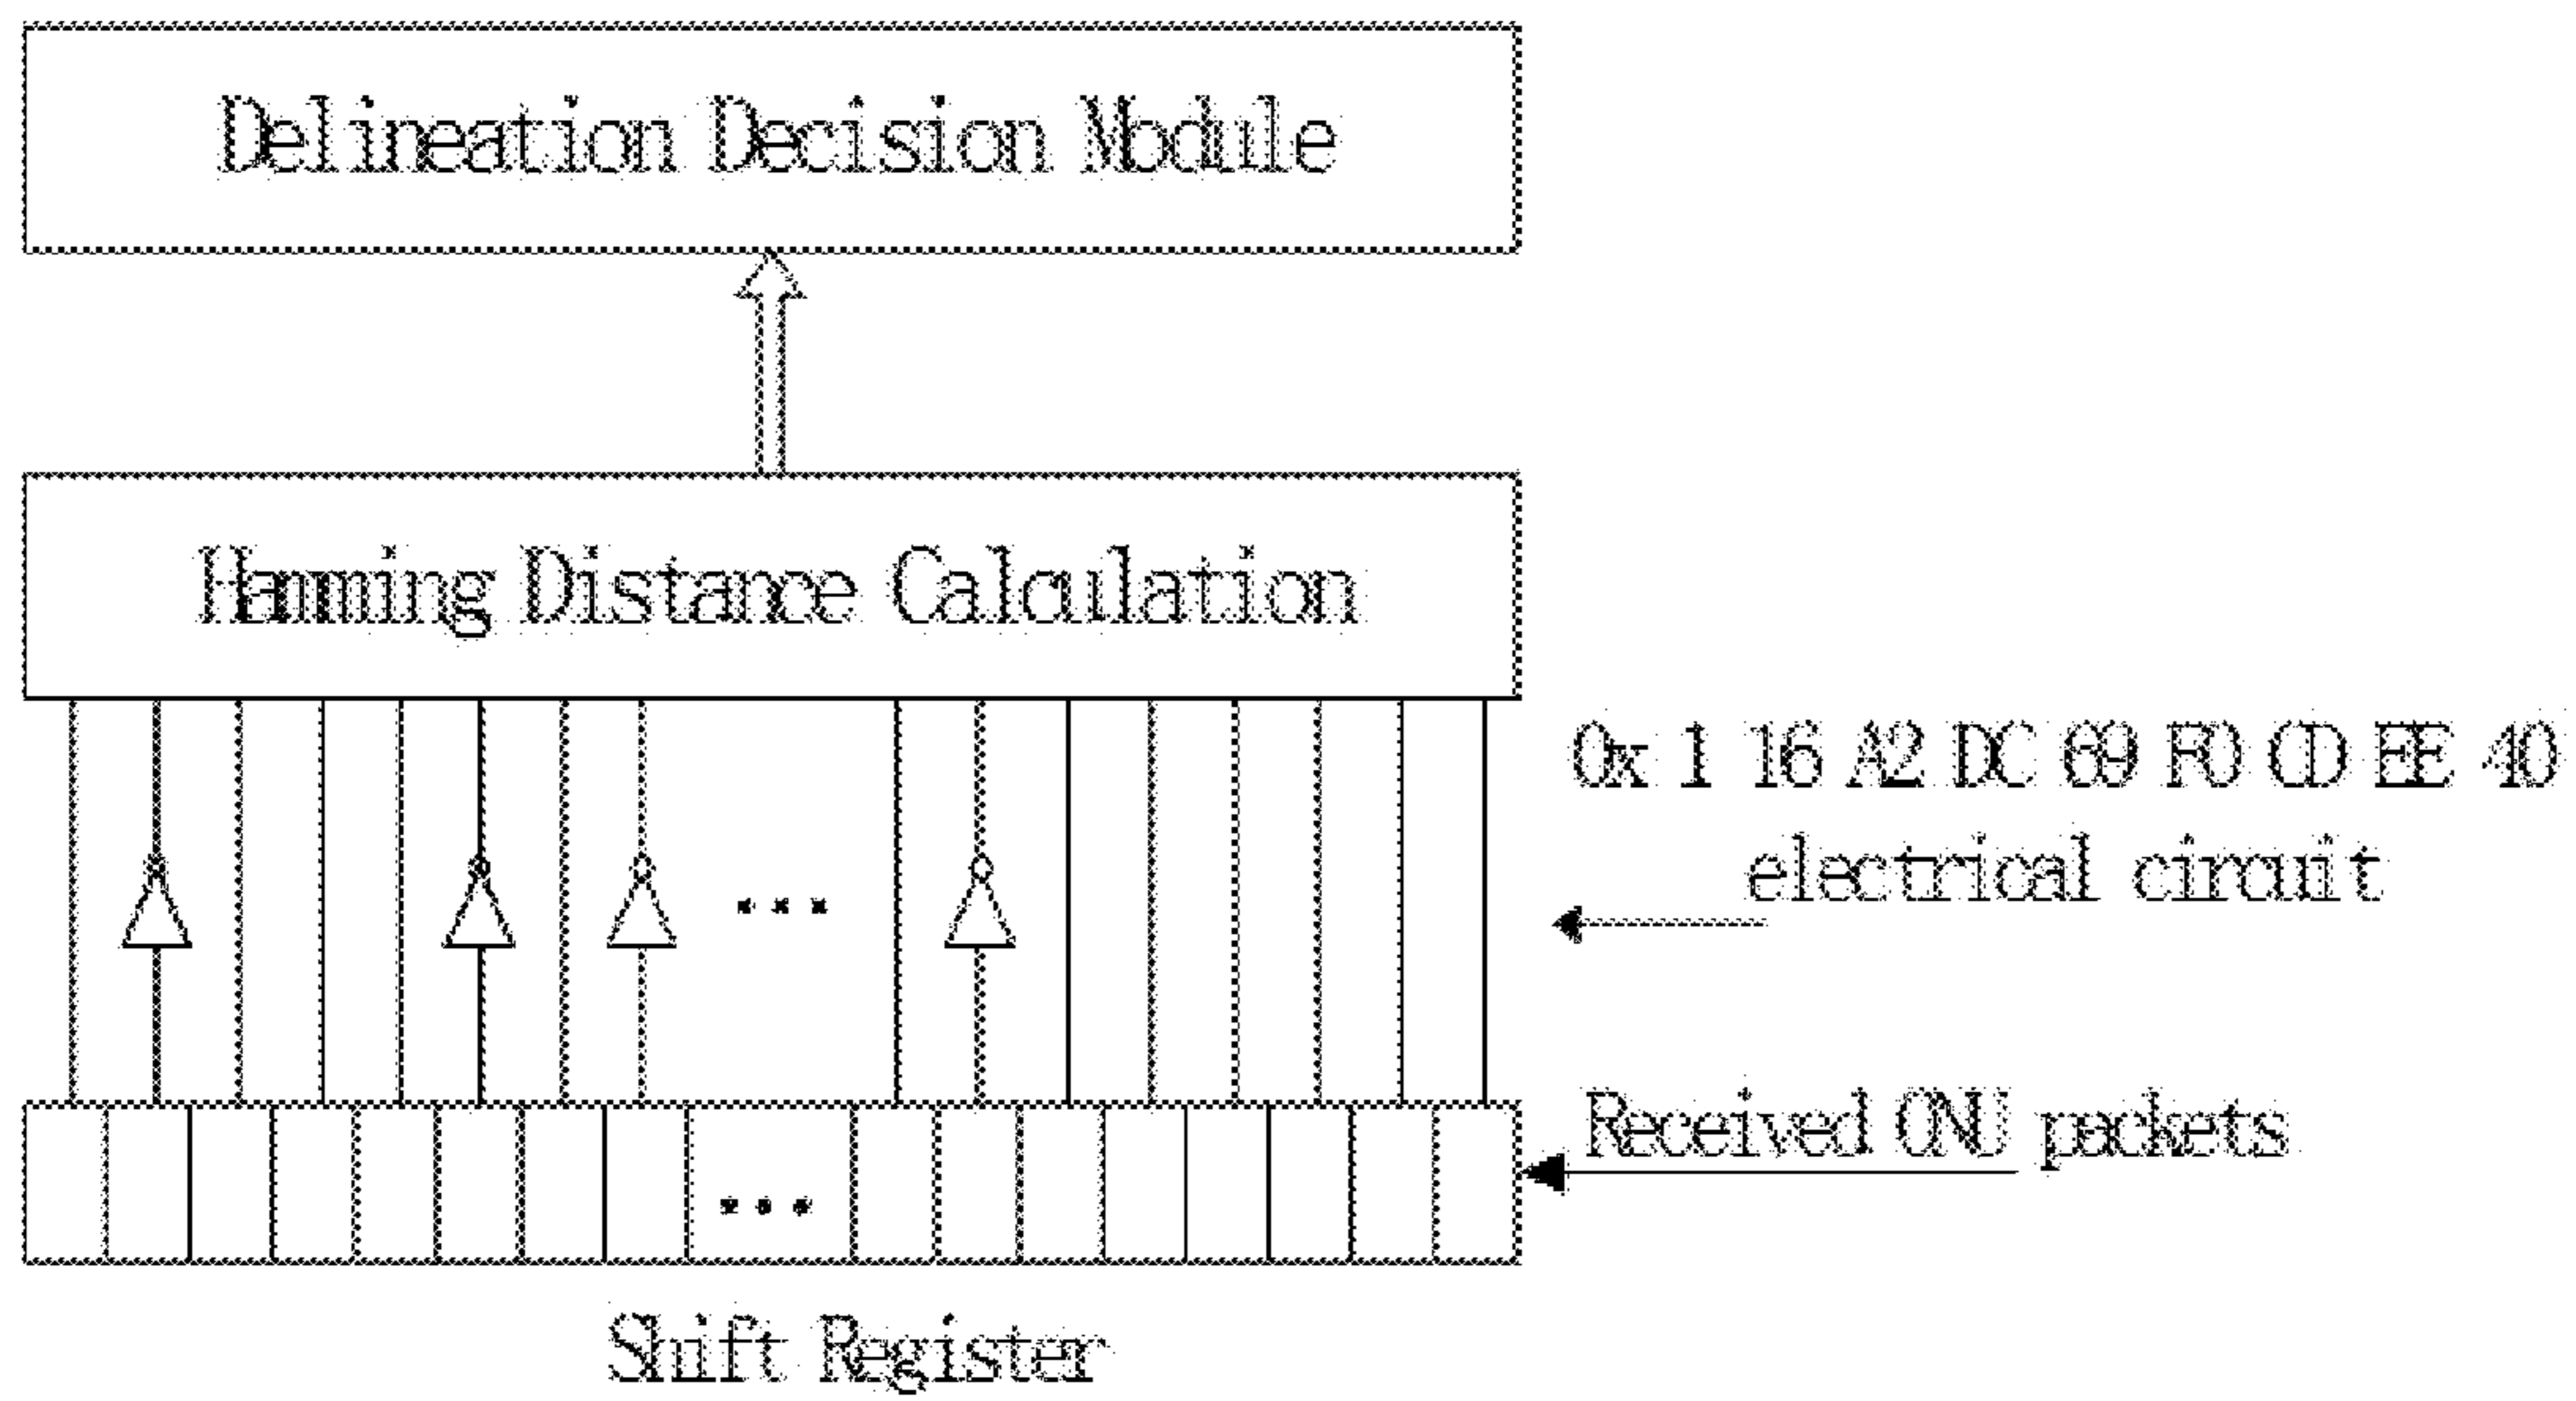 Delineation Decision Module
Hamming Distance Calculation
0x 1 16 A2 DC 69 F0 CD EE 40
electrical circuit
...
Received ONU packets
...
Shift Register